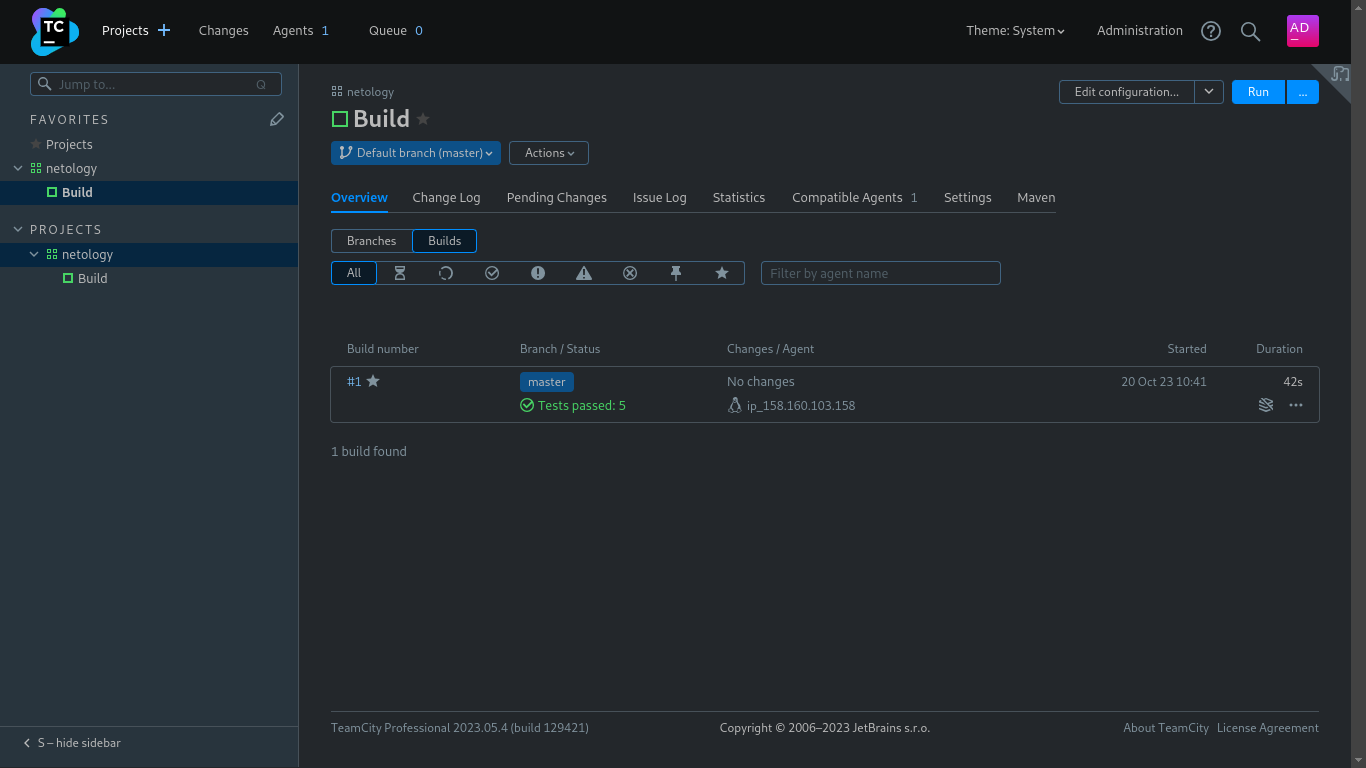 TC
Projects Changes Agents 1 Queue 0 Theme: System Administration AD
Jump to... Q
FAVORITES
Projects
netology
Build
PROJECTS
netology
Build
S – hide sidebar
netology
Edit configuration... Run ...
Build
Default branch (master) Actions
Overview Change Log Pending Changes Issue Log Statistics Compatible Agents 1 Settings Maven
Branches Builds
All Filter by agent name
Build number Branch / Status Changes / Agent Started Duration
#1 master No changes 20 Oct 23 10:41 42s
Tests passed: 5 ip_158.160.103.158
1 build found
TeamCity Professional 2023.05.4 (build 129421) Copyright © 2006–2023 JetBrains s.r.o. About TeamCity License Agreement